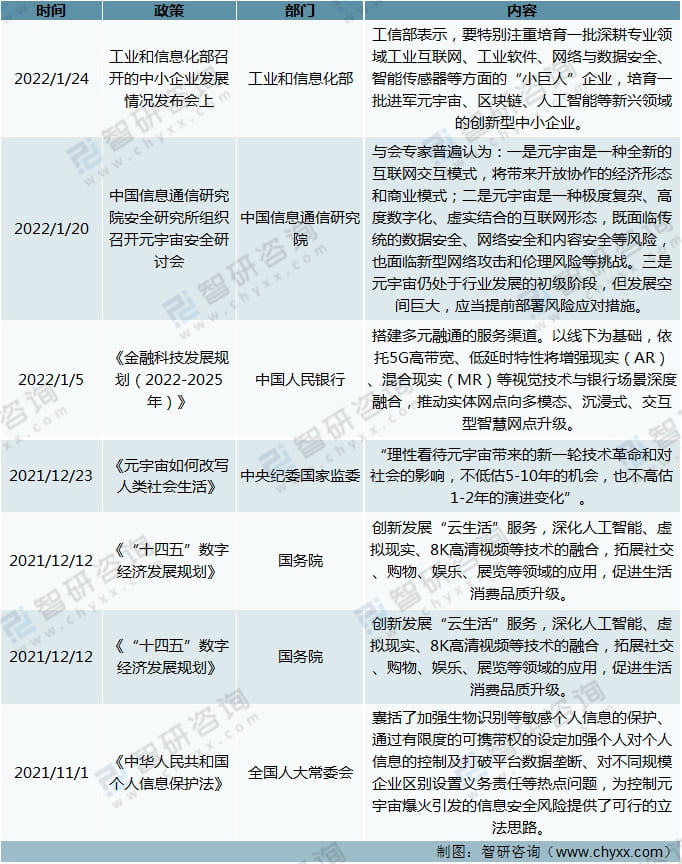 时间 政策 部门 内容
2022/1/24
工业和信息化部召
开的中小企业发展
情况发布会上
工业和信息化部
工信部表示，要特别注重培育一批深耕专业领
域工业互联网、工业软件、网络与数据安全、
智能传感器等方面的“小巨人”企业，培育一
批进军元宇宙、区块链、人工智能等新兴领域
的创新型中小企业。
2022/1/20
中国信息通信研究
院安全研究所组织
召开元宇宙安全研
讨会
中国信息通信研究
院
与会专家普遍认为：一是元宇宙是一种全新的
互联网交互模式，将带来开放协作的经济形态
和商业模式；二是元宇宙是一种极度复杂、高
度数字化、虚实结合的互联网形态，既面临传
统的数据安全、网络安全和内容安全等风险，
也面临新型网络攻击和伦理风险等挑战。三是
元宇宙仍处于行业发展的初级阶段，但发展空
间巨大，应当提前部署风险应对措施。
2022/1/5
《金融科技发展规
划（2022-2025
年）》
中国人民银行
搭建多元融通的服务渠道。以线下为基础，依
托5G高带宽、低延时特性将增强现实（AR）
、混合现实（MR）等视觉技术与银行场景深度
融合，推动实体网点向多模态、沉浸式、交互
型智慧网点升级。
2021/12/23
《元宇宙如何改写
人类社会生活》
中央纪委国家监委
“理性看待元宇宙带来的新一轮技术革命和对
社会的影响，不低估5-10年的机会，也不高估
1-2年的演进变化”。
2021/12/12
《“十四五”数字
经济发展规划》
国务院
创新发展“云生活”服务，深化人工智能、虚
拟现实、8K高清视频等技术的融合，拓展社交
、购物、娱乐、展览等领域的应用，促进生活
消费品质升级。
2021/12/12
《“十四五”数字
经济发展规划》
国务院
创新发展“云生活”服务，深化人工智能、虚
拟现实、8K高清视频等技术的融合，拓展社交
、购物、娱乐、展览等领域的应用，促进生活
消费品质升级。
2021/11/1
《中华人民共和国
个人信息保护法》
全国人大常委会
囊括了加强生物识别等敏感个人信息的保护、
通过有限度的可携带权的设定加强个人对个人
信息的控制及打破平台数据垄断、对不同规模
企业区别设置义务责任等热点问题，为控制元
宇宙爆火引发的信息安全风险提供了可行的立
法思路。
制图：智研咨询（www.chyxx.com）
智研咨询
www.chyxx.com